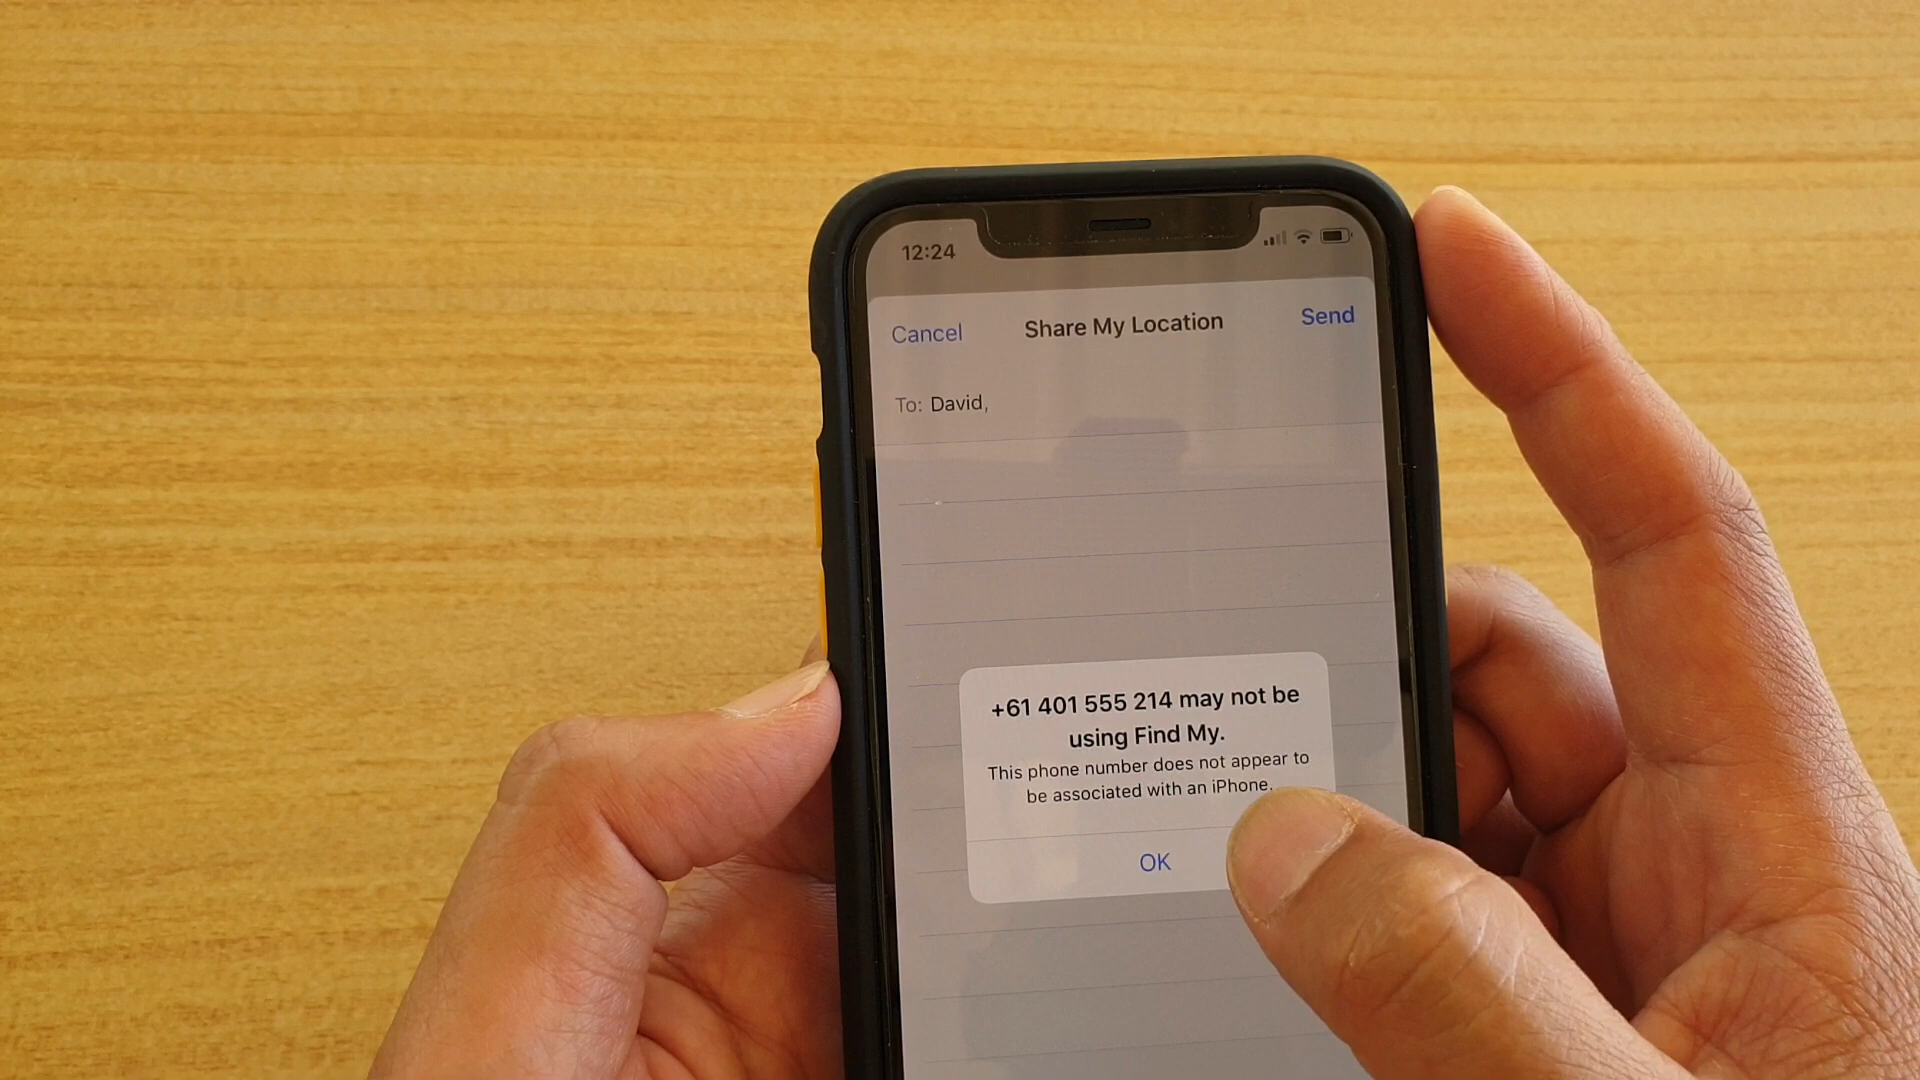 12:24
Cancel Share My Location Send
To: David,
+61 401 555 214 may not be
using Find My.
This phone number does not appear to
be associated with an iPhone.
OK